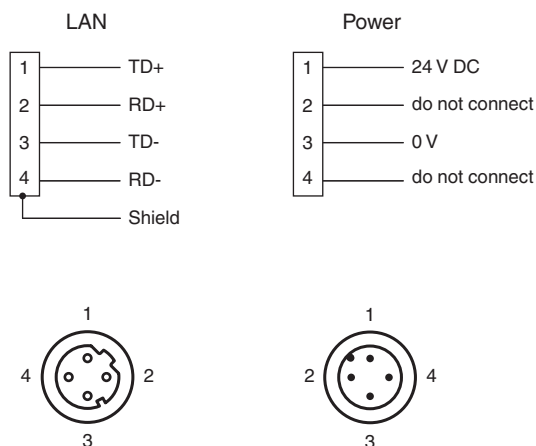 LAN
Power
1 TD+
2 RD+
3 TD-
4 RD-
Shield
1 24 V DC
2 do not connect
3 0 V
4 do not connect
1
4 2
3
1
2 4
3